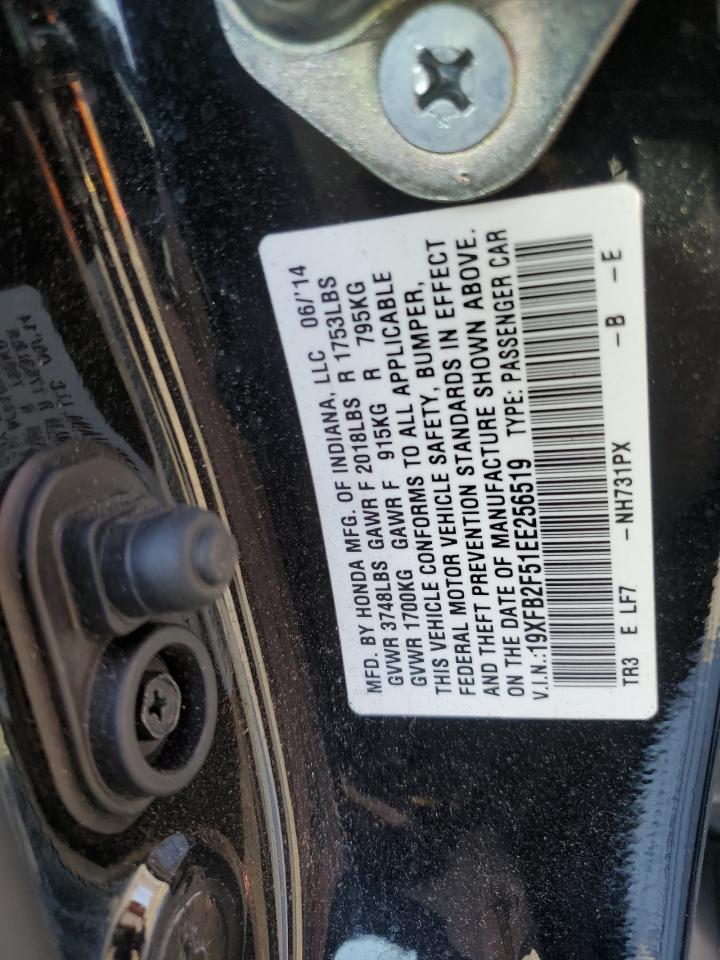 MFD. BY HONDA MFG. OF INDIANA, LLC 06/'14
GVWR 3748LBS GAWR F 2018LBS R 1753LBS
GVWR 1700KG GAWR F 915KG R 795KG
THIS VEHICLE CONFORMS TO ALL APPLICABLE
FEDERAL MOTOR VEHICLE SAFETY, BUMPER,
AND THEFT PREVENTION STANDARDS IN EFFECT
ON THE DATE OF MANUFACTURE SHOWN ABOVE.
V.I.N.:19XFB2F51EE256519 TYPE: PASSENGER CAR
TR3 E LF7 -NH731PX -B -E